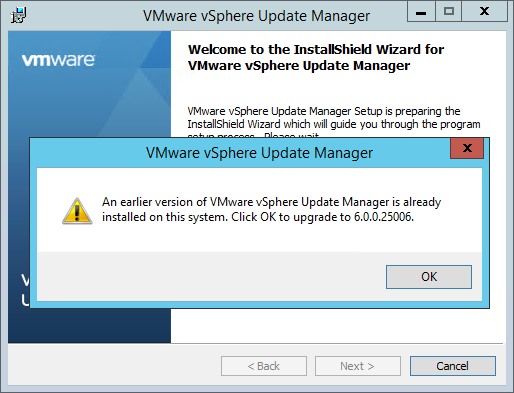 VMware vSphere Update Manager
vmware
Welcome to the InstallShield Wizard for
VMware vSphere Update Manager
VMware vSphere Update Manager Setup is preparing the
InstallShield Wizard which will guide you through the program
setup process. Please wait.
VMware vSphere Update Manager
x
An earlier version of VMware vSphere Update Manager is already
installed on this system. Click OK to upgrade to 6.0.0.25006.
OK
V
U
< Back
Next >
Cancel